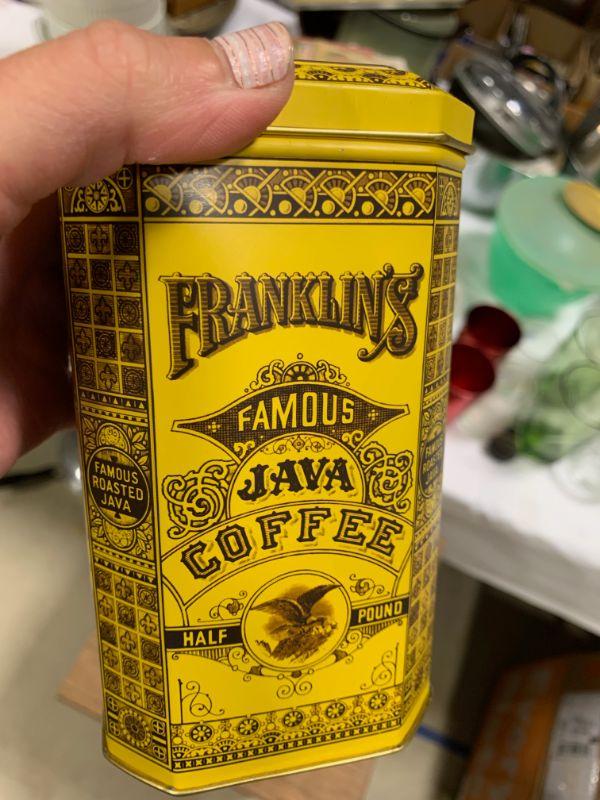 FRANKLIN'S
FAMOUS
JAVA
COFFEE
HALF POUND
FAMOUS
ROASTED
JAVA